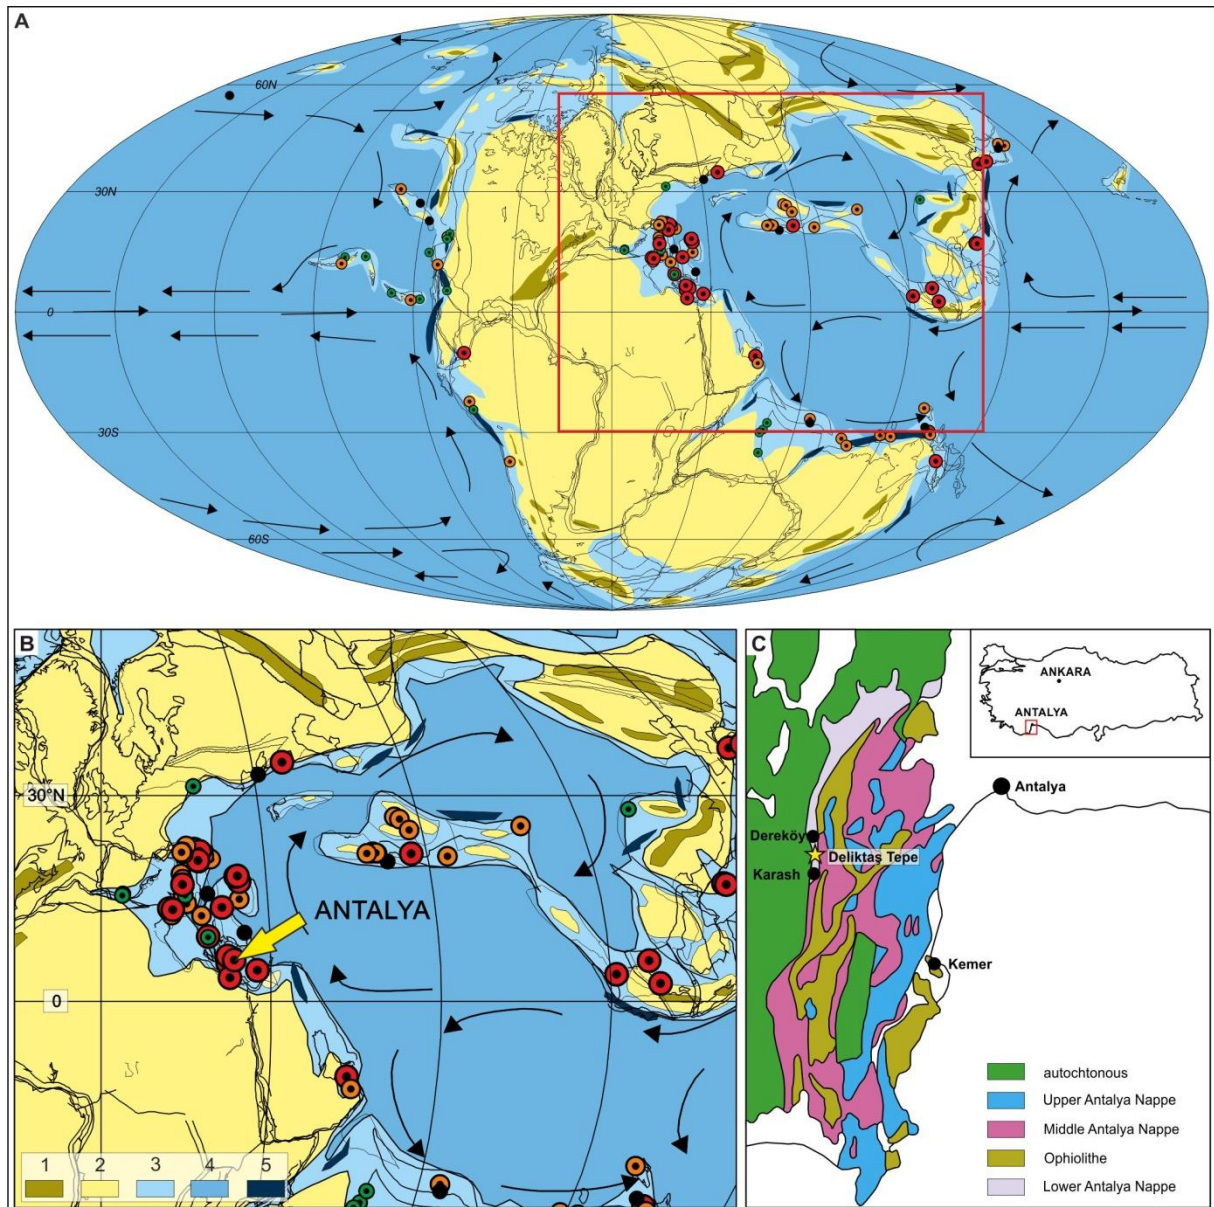 A
60N
30N
0
30S
60S
B
30°N
ANTALYA
0
1 2 3 4 5
C
ANKARA
ANTALYA
Antalya
Dereköy
Deliktaş Tepe
Karash
Kemer
autochtonous
Upper Antalya Nappe
Middle Antalya Nappe
Ophiolithe
Lower Antalya Nappe